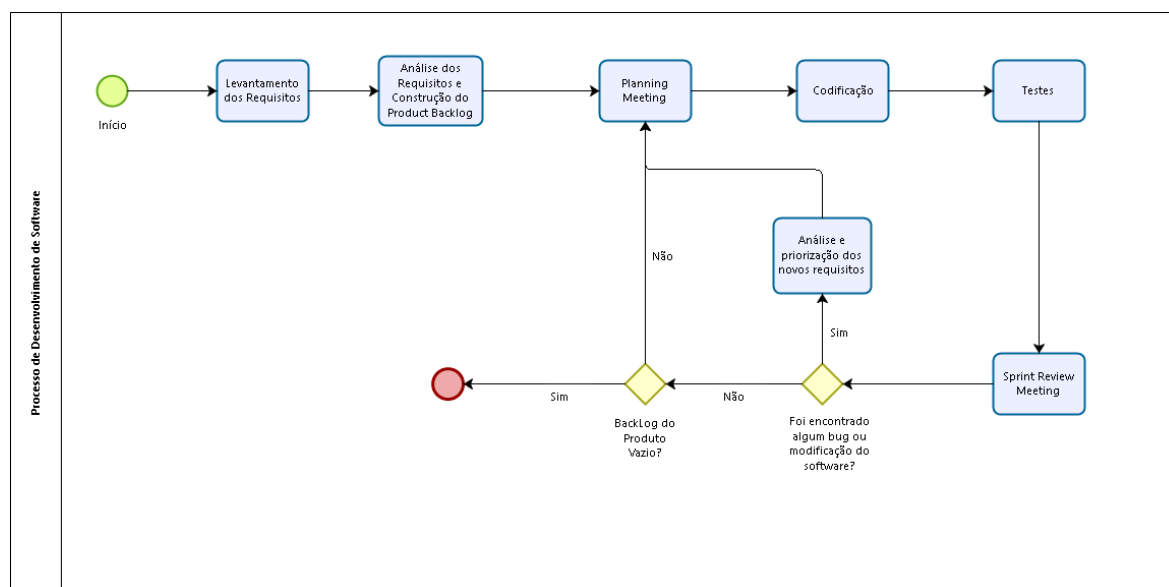 Processo de Desenvolvimento de Software
Início
Levantamento
dos Requisitos
Análise dos
Requisitos e
Construção do
Product Backlog
Planning
Meeting
Codificação
Testes
Análise e
priorização dos
novos requisitos
Não
Sim
Sprint Review
Meeting
Sim
Não
BackLog do
Produto
Vazio?
Foi encontrado
algum bug ou
modificação do
software?